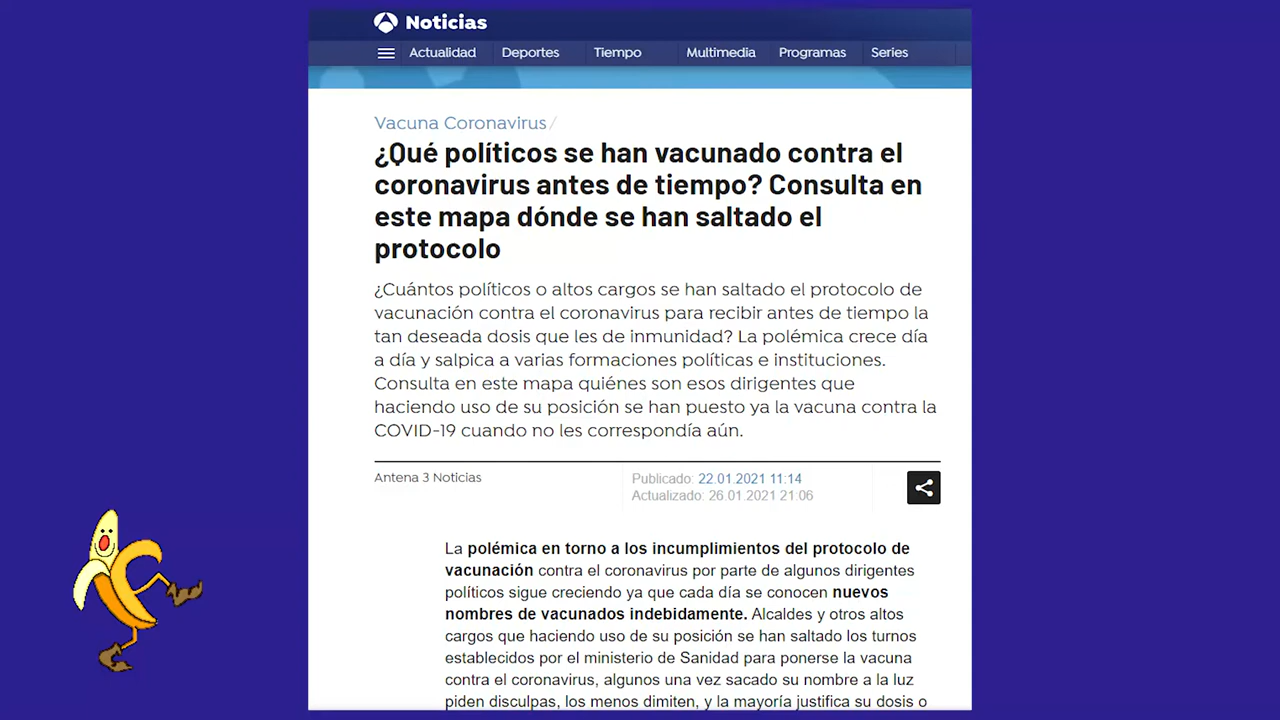 Noticias
Actualidad Deportes Tiempo Multimedia Programas Series
Vacuna Coronavirus/
¿Qué políticos se han vacunado contra el
coronavirus antes de tiempo? Consulta en
este mapa dónde se han saltado el
protocolo
¿Cuántos políticos o altos cargos se han saltado el protocolo de
vacunación contra el coronavirus para recibir antes de tiempo la
tan deseada dosis que les de inmunidad? La polémica crece día
a día y salpica a varias formaciones políticas e instituciones.
Consulta en este mapa quiénes son esos dirigentes que
haciendo uso de su posición se han puesto ya la vacuna contra la
COVID-19 cuando no les correspondía aún.
Antena 3 Noticias
Publicado: 22.01.2021 11:14
Actualizado: 26.01.2021 21:06
La polémica en torno a los incumplimientos del protocolo de
vacunación contra el coronavirus por parte de algunos dirigentes
políticos sigue creciendo ya que cada día se conocen nuevos
nombres de vacunados indebidamente. Alcaldes y otros altos
cargos que haciendo uso de su posición se han saltado los turnos
establecidos por el ministerio de Sanidad para ponerse la vacuna
contra el coronavirus, algunos una vez sacado su nombre a la luz
piden disculpas, los menos dimiten, y la mayoría justifica su dosis o